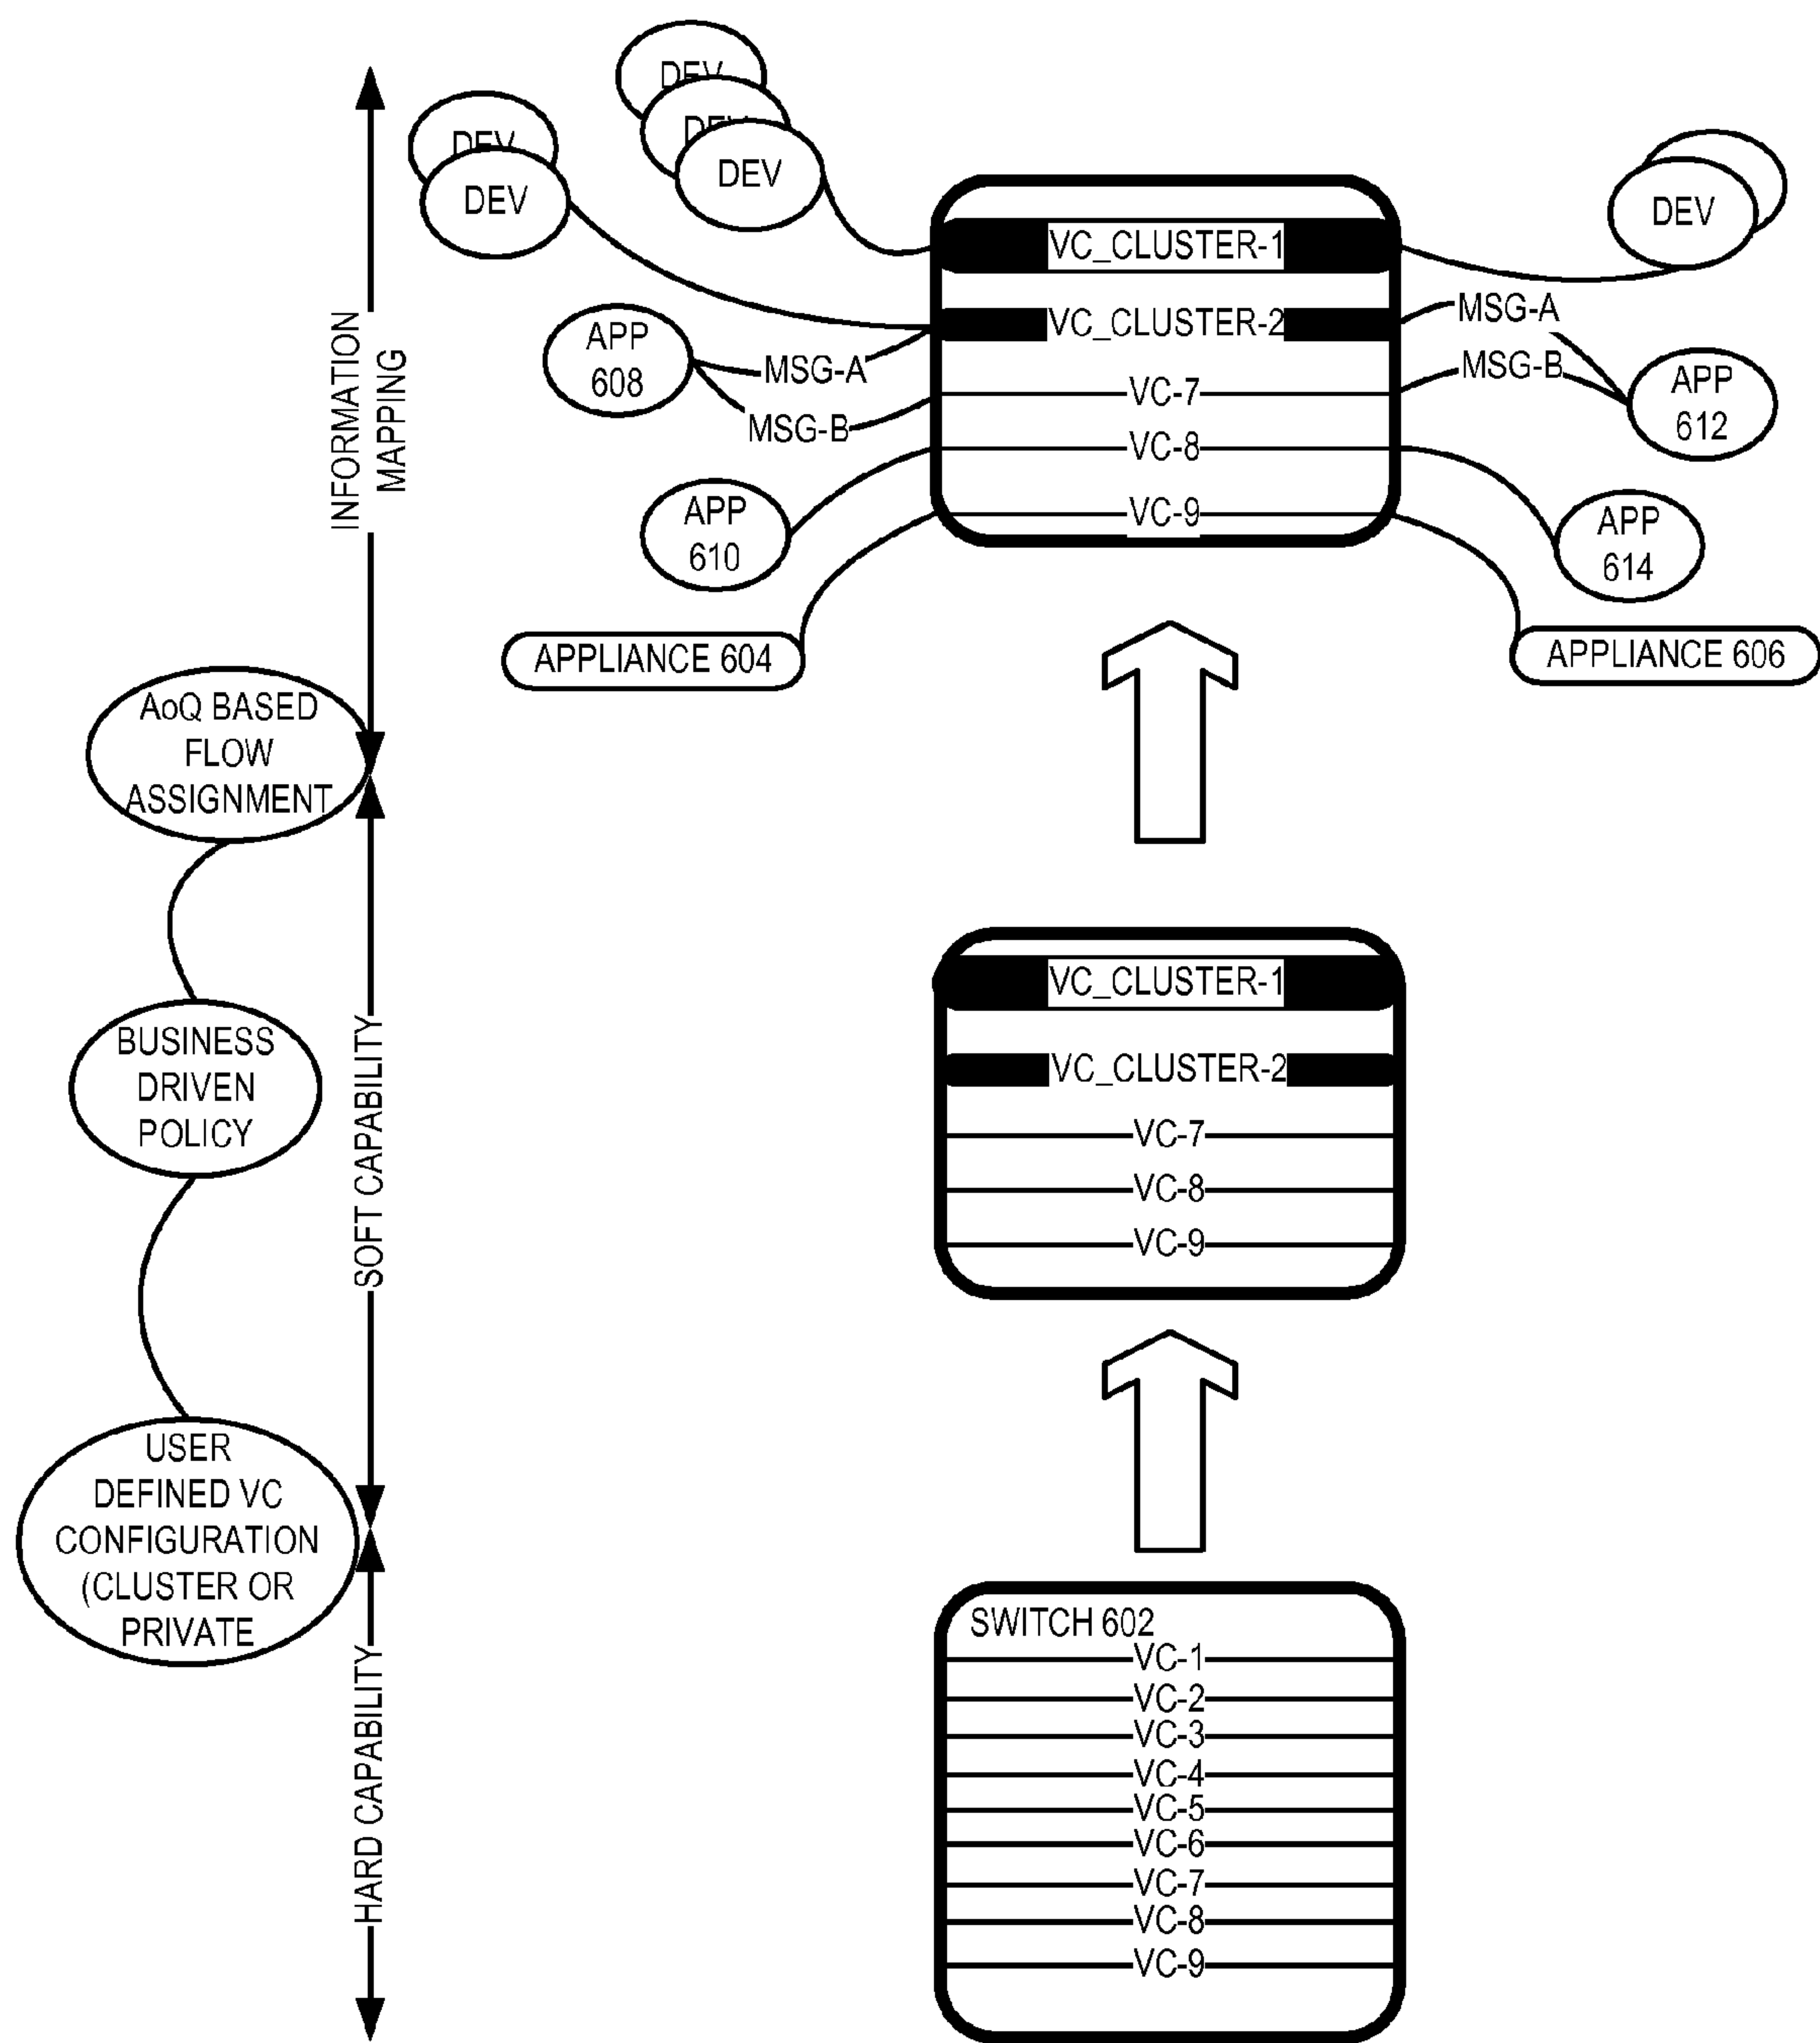 DEV
DEV
DEV
DEV
DEV
DEV
VC_CLUSTER-1
VC_CLUSTER-2
VC-7
VC-8
VC-9
APP
608
MSG-A
MSG-B
APP
610
APPLIANCE 604
MSG-A
MSG-B
APP
612
APP
614
APPLIANCE 606
INFORMATION
MAPPING
AoQ BASED
FLOW
ASSIGNMENT
SOFT CAPABILITY
BUSINESS
DRIVEN
POLICY
VC_CLUSTER-1
VC_CLUSTER-2
VC-7
VC-8
VC-9
USER
DEFINED VC
CONFIGURATION
(CLUSTER OR
PRIVATE
HARD CAPABILITY
SWITCH 602
VC-1
VC-2
VC-3
VC-4
VC-5
VC-6
VC-7
VC-8
VC-9